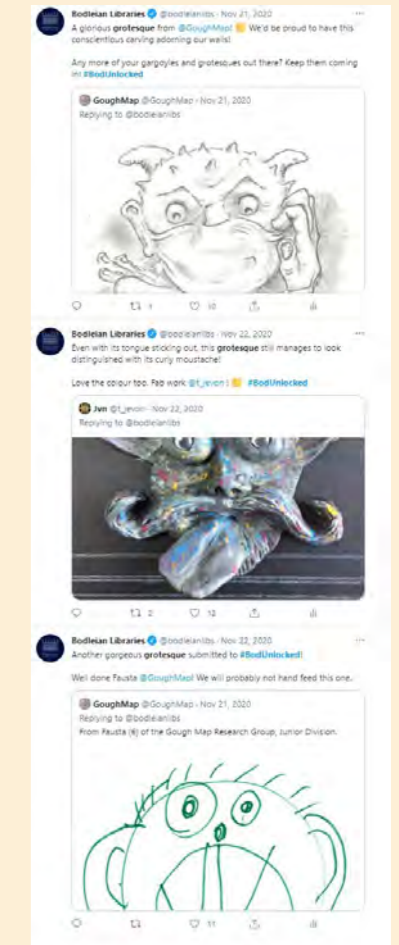 Bodleian Libraries @bodleianlibs · Nov 21, 2020
A glorious grotesque from @GoughMap! We'd be proud to have this
conscientious carving adorning our walls!
Any more of your gargoyles and grotesques out there? Keep them coming
in! #BodUnlocked
GoughMap @GoughMap · Nov 21, 2020
Replying to @bodleianlibs
1 10
Bodleian Libraries @bodleianlibs · Nov 22, 2020
Even with its tongue sticking out, this grotesque still manages to look
distinguished with its curly moustache!
Love the colour too. Fab work @t_jevon! #BodUnlocked
Jvn @t_jevon · Nov 22, 2020
Replying to @bodleianlibs
2 12
Bodleian Libraries @bodleianlibs · Nov 22, 2020
Another gorgeous grotesque submitted to #BodUnlocked!
Well done Fausta @GoughMap! We will probably not hand feed this one.
GoughMap @GoughMap · Nov 21, 2020
Replying to @bodleianlibs
From Fausta (6) of the Gough Map Research Group, Junior Division.
11